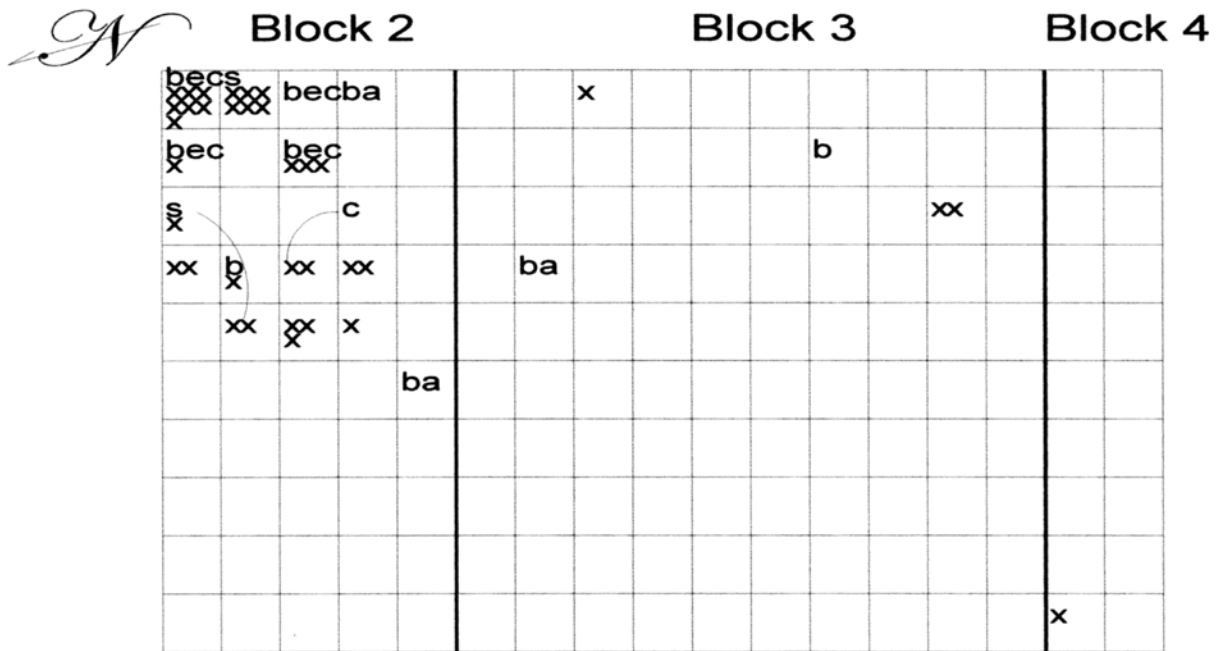 N Block 2 Block 3 Block 4
becs
xxx xxx becba x
xxx xxx
x
bec bec b
x xxx
s c xx
x
xx b xx xx ba
x
xx xx x
x
ba
x